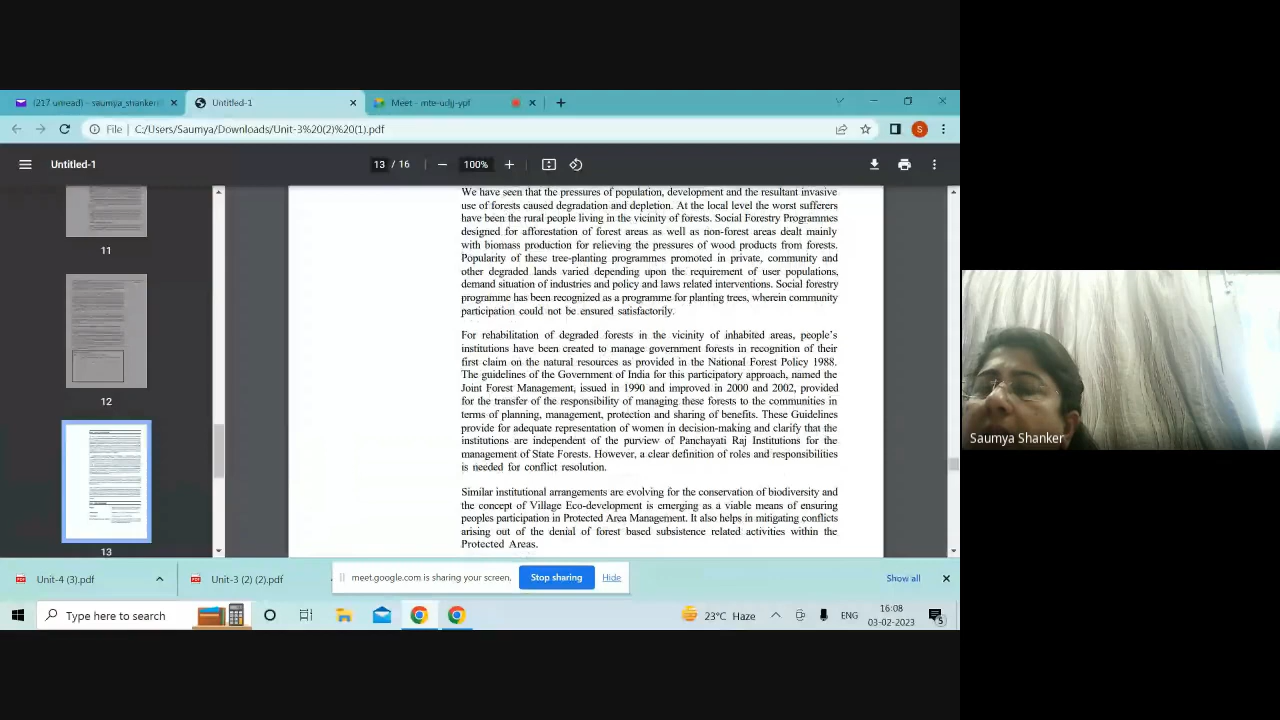 (217 unread) - saumya_shanker
Untitled-1
Meet - mte-ucjj-ypf
File
C:/Users/Saumya/Downloads/Unit-3%20(2)%20(1).pdf
Untitled-1
13 / 16
100%
11
12
13
We have seen that the pressures of population, development and the resultant invasive
use of forests caused degradation and depletion. At the local level the worst sufferers
have been the rural people living in the vicinity of forests. Social Forestry Programmes
designed for afforestation of forest areas as well as non-forest areas dealt mainly
with biomass production for relieving the pressures of wood products from forests.
Popularity of these tree-planting programmes promoted in private, community and
other degraded lands varied depending upon the requirement of user populations,
demand situation of industries and policy and laws related interventions. Social forestry
programme has been recognized as a programme for planting trees, wherein community
participation could not be ensured satisfactorily.
For rehabilitation of degraded forests in the vicinity of inhabited areas, people's
institutions have been created to manage government forests in recognition of their
first claim on the natural resources as provided in the National Forest Policy 1988.
The guidelines of the Government of India for this participatory approach, named the
Joint Forest Management, issued in 1990 and improved in 2000 and 2002, provided
for the transfer of the responsibility of managing these forests to the communities in
terms of planning, management, protection and sharing of benefits. These Guidelines
provide for adequate representation of women in decision-making and clarify that the
institutions are independent of the purview of Panchayati Raj Institutions for the
management of State Forests. However, a clear definition of roles and responsibilities
is needed for conflict resolution.
Similar institutional arrangements are evolving for the conservation of biodiversity and
the concept of Village Eco-development is emerging as a viable means of ensuring
peoples participation in Protected Area Management. It also helps in mitigating conflicts
arising out of the denial of forest based subsistence related activities within the
Protected Areas.
Saumya Shanker
Unit-4 (3).pdf
Unit-3 (2) (2).pdf
meet.google.com is sharing your screen.
Stop sharing
Hide
Show all
Type here to search
23°C Haze
ENG
16:08
03-02-2023
5
S